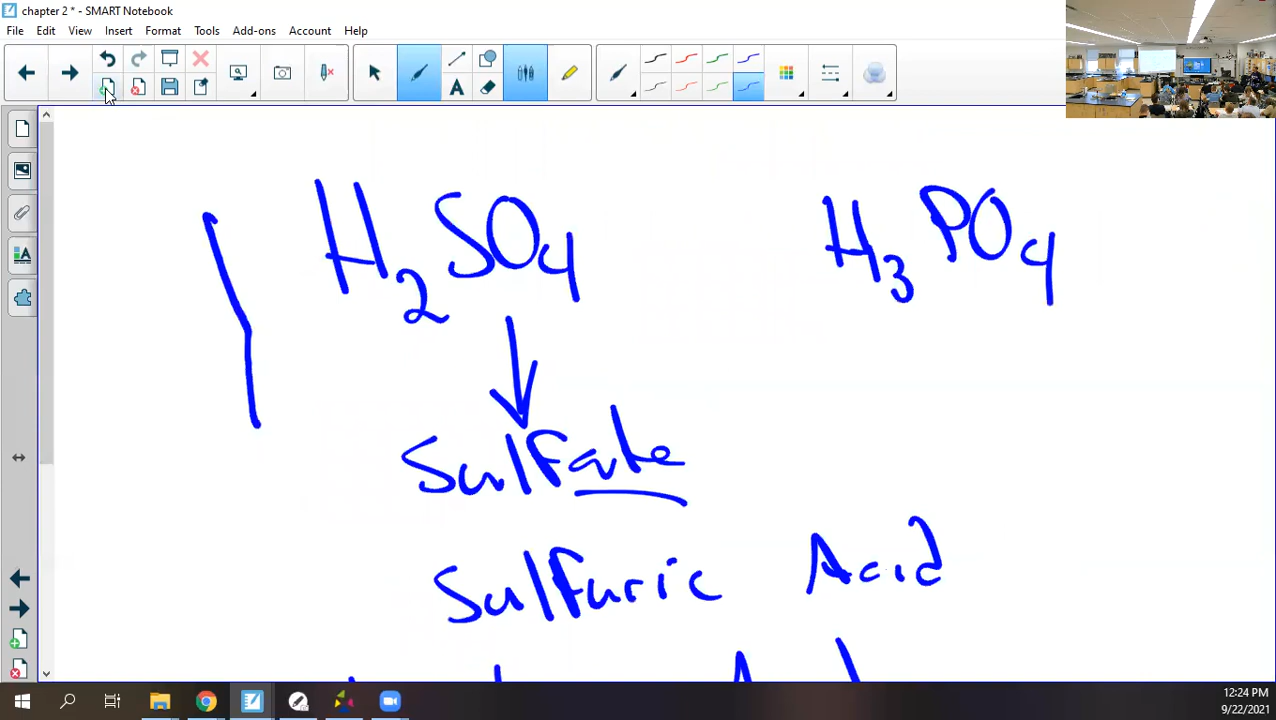 chapter 2 * - SMART Notebook
File Edit View Insert Format Tools Add-ons Account Help
H2SO4 H3PO4
Sulfate
Sulfuric Acid
12:24 PM
9/22/2021